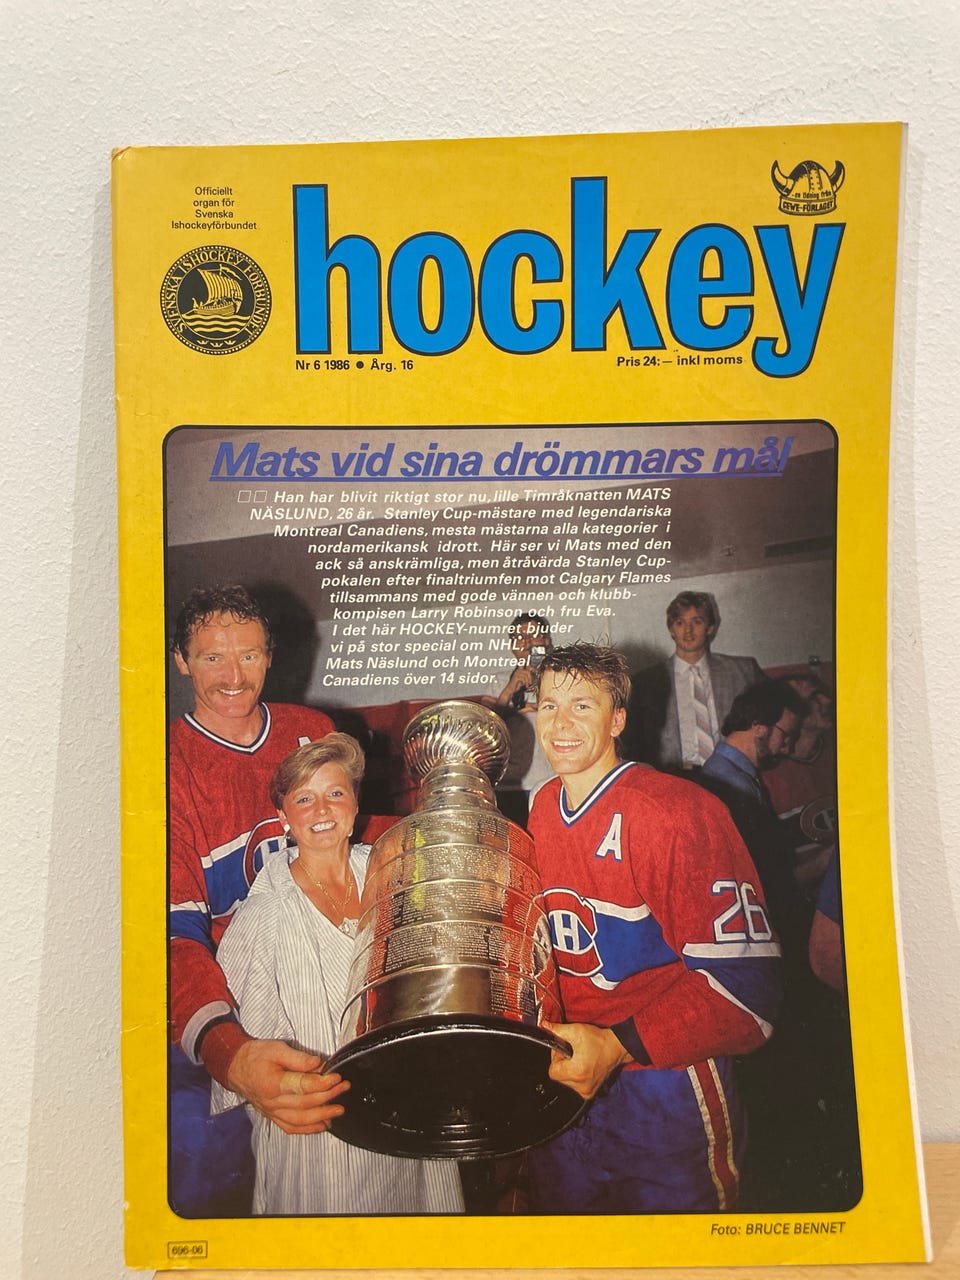 Officiellt
organ för
Svenska
Ishockeyförbundet
SVENSKA ISHOCKEY FÖRBUNDET
hockey
...en tidning från
CEWE-FÖRLAGET
Nr 6 1986 ● Årg. 16
Pris 24:— inkl moms
Mats vid sina drömmars mål
□□ Han har blivit riktigt stor nu, lille Timråknatten MATS
NÄSLUND, 26 år. Stanley Cup-mästare med legendariska
Montreal Canadiens, mesta mästarna alla kategorier i
nordamerikansk idrott. Här ser vi Mats med den
ack så anskrämliga, men åtråvärda Stanley Cup-
pokalen efter finaltriumfen mot Calgary Flames
tillsammans med gode vännen och klubb-
kompisen Larry Robinson och fru Eva.
I det här HOCKEY-numret bjuder
vi på stor special om NHL,
Mats Näslund och Montreal
Canadiens över 14 sidor.
A
26
H
Foto: BRUCE BENNET
696-06